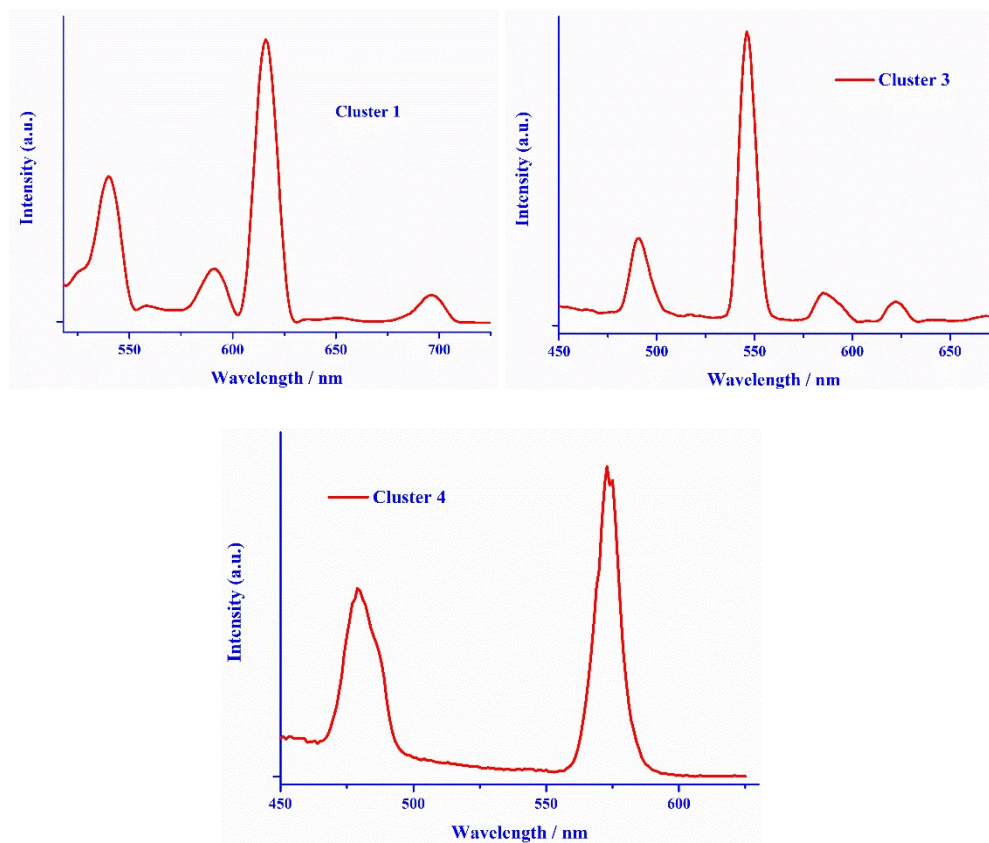 Intensity (a.u.)
Cluster 1
550
600
650
700
Wavelength / nm
Intensity (a.u.)
Cluster 3
450
500
550
600
650
Wavelength / nm
Intensity (a.u.)
Cluster 4
450
500
550
600
Wavelength / nm